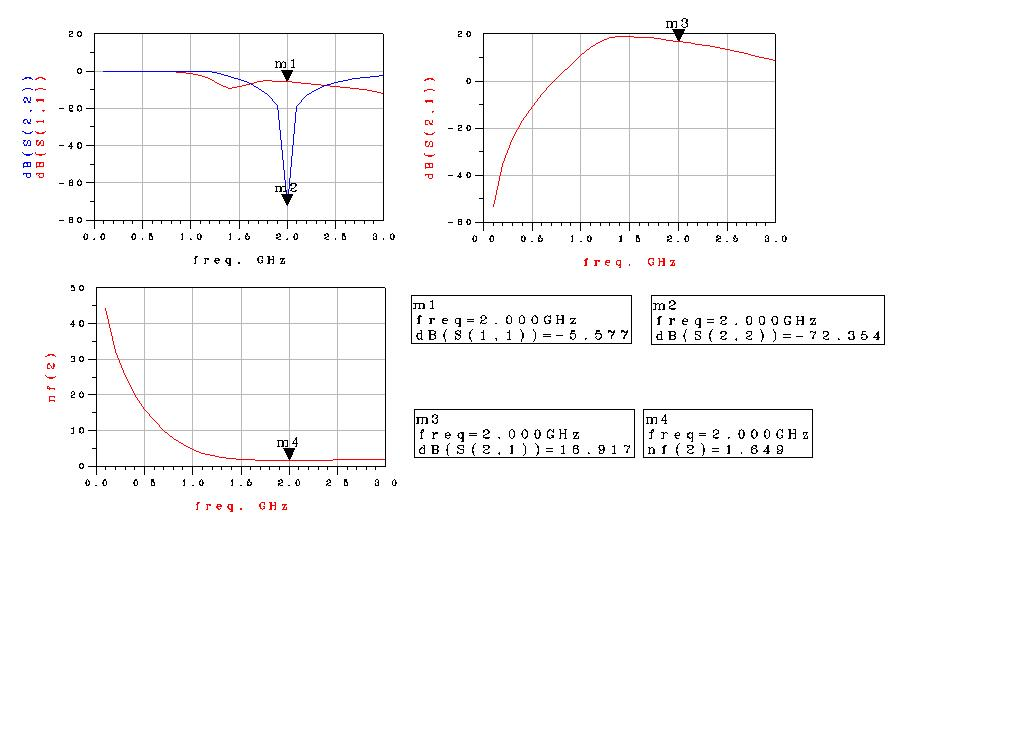 20
0
-20
-40
-60
-80
dB(S(2,2))
dB(S(1,1))
m1
m2
0.0 0.5 1.0 1.5 2.0 2.5 3.0
freq, GHz
m3
20
0
-20
-40
-60
dB(S(2,1))
0.0 0.5 1.0 1.5 2.0 2.5 3.0
freq, GHz
50
40
30
20
10
0
nf(2)
m4
0.0 0.5 1.0 1.5 2.0 2.5 3.0
freq, GHz
m1
freq=2.000GHz
dB(S(1,1))=-5.577
m2
freq=2.000GHz
dB(S(2,2))=-72.354
m3
freq=2.000GHz
dB(S(2,1))=16.917
m4
freq=2.000GHz
nf(2)=1.649